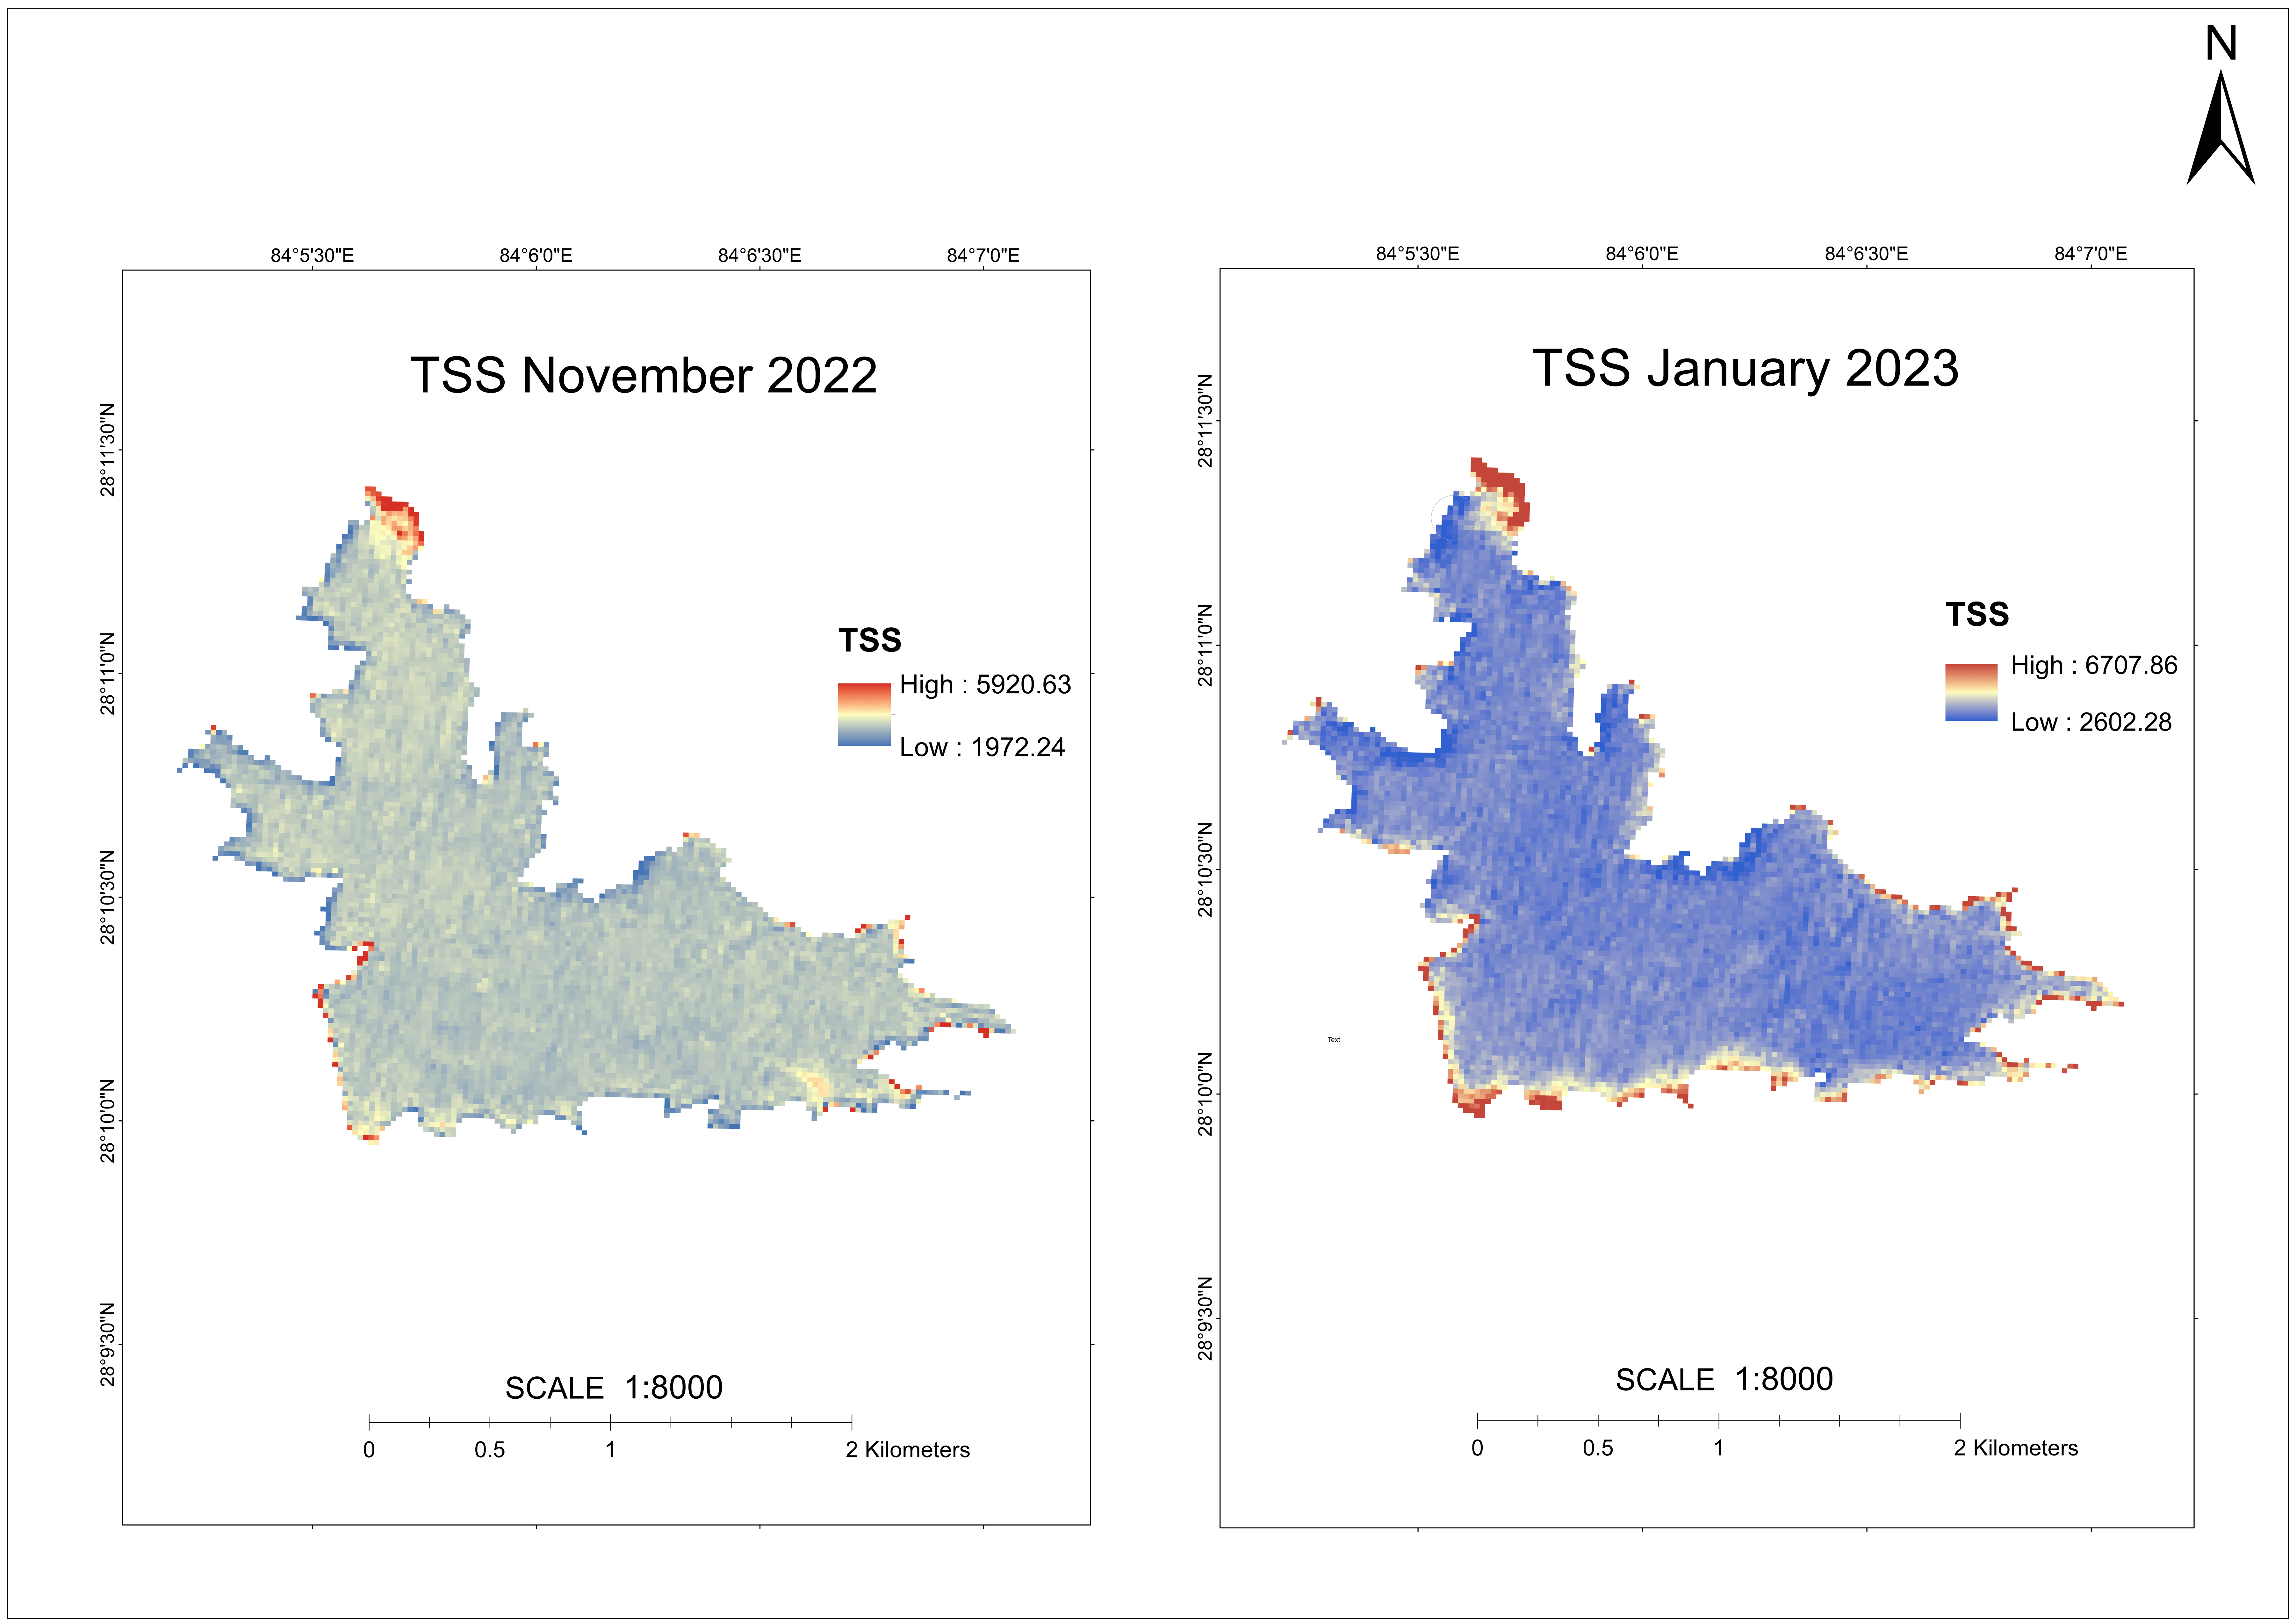 N
84°5'30"E
84°6'0"E
84°6'30"E
84°7'0"E
TSS November 2022
28°11'30"N
28°11'0"N
28°10'30"N
28°10'0"N
28°9'30"N
TSS
High : 5920.63
Low : 1972.24
SCALE 1:8000
0 0.5 1 2 Kilometers
84°5'30"E
84°6'0"E
84°6'30"E
84°7'0"E
TSS January 2023
28°11'30"N
28°11'0"N
28°10'30"N
28°10'0"N
28°9'30"N
TSS
High : 6707.86
Low : 2602.28
Text
SCALE 1:8000
0 0.5 1 2 Kilometers